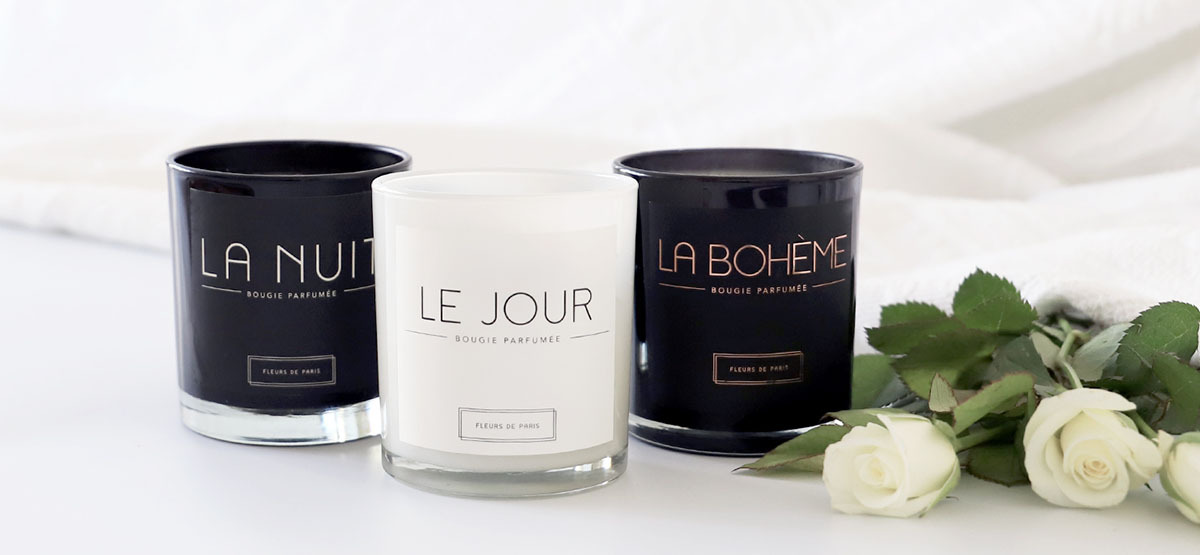 LA NUIT
BOUGIE PARFUMÉE
FLEURS DE PARIS
LE JOUR
BOUGIE PARFUMÉE
FLEURS DE PARIS
LA BOHÈME
BOUGIE PARFUMÉE
FLEURS DE PARIS